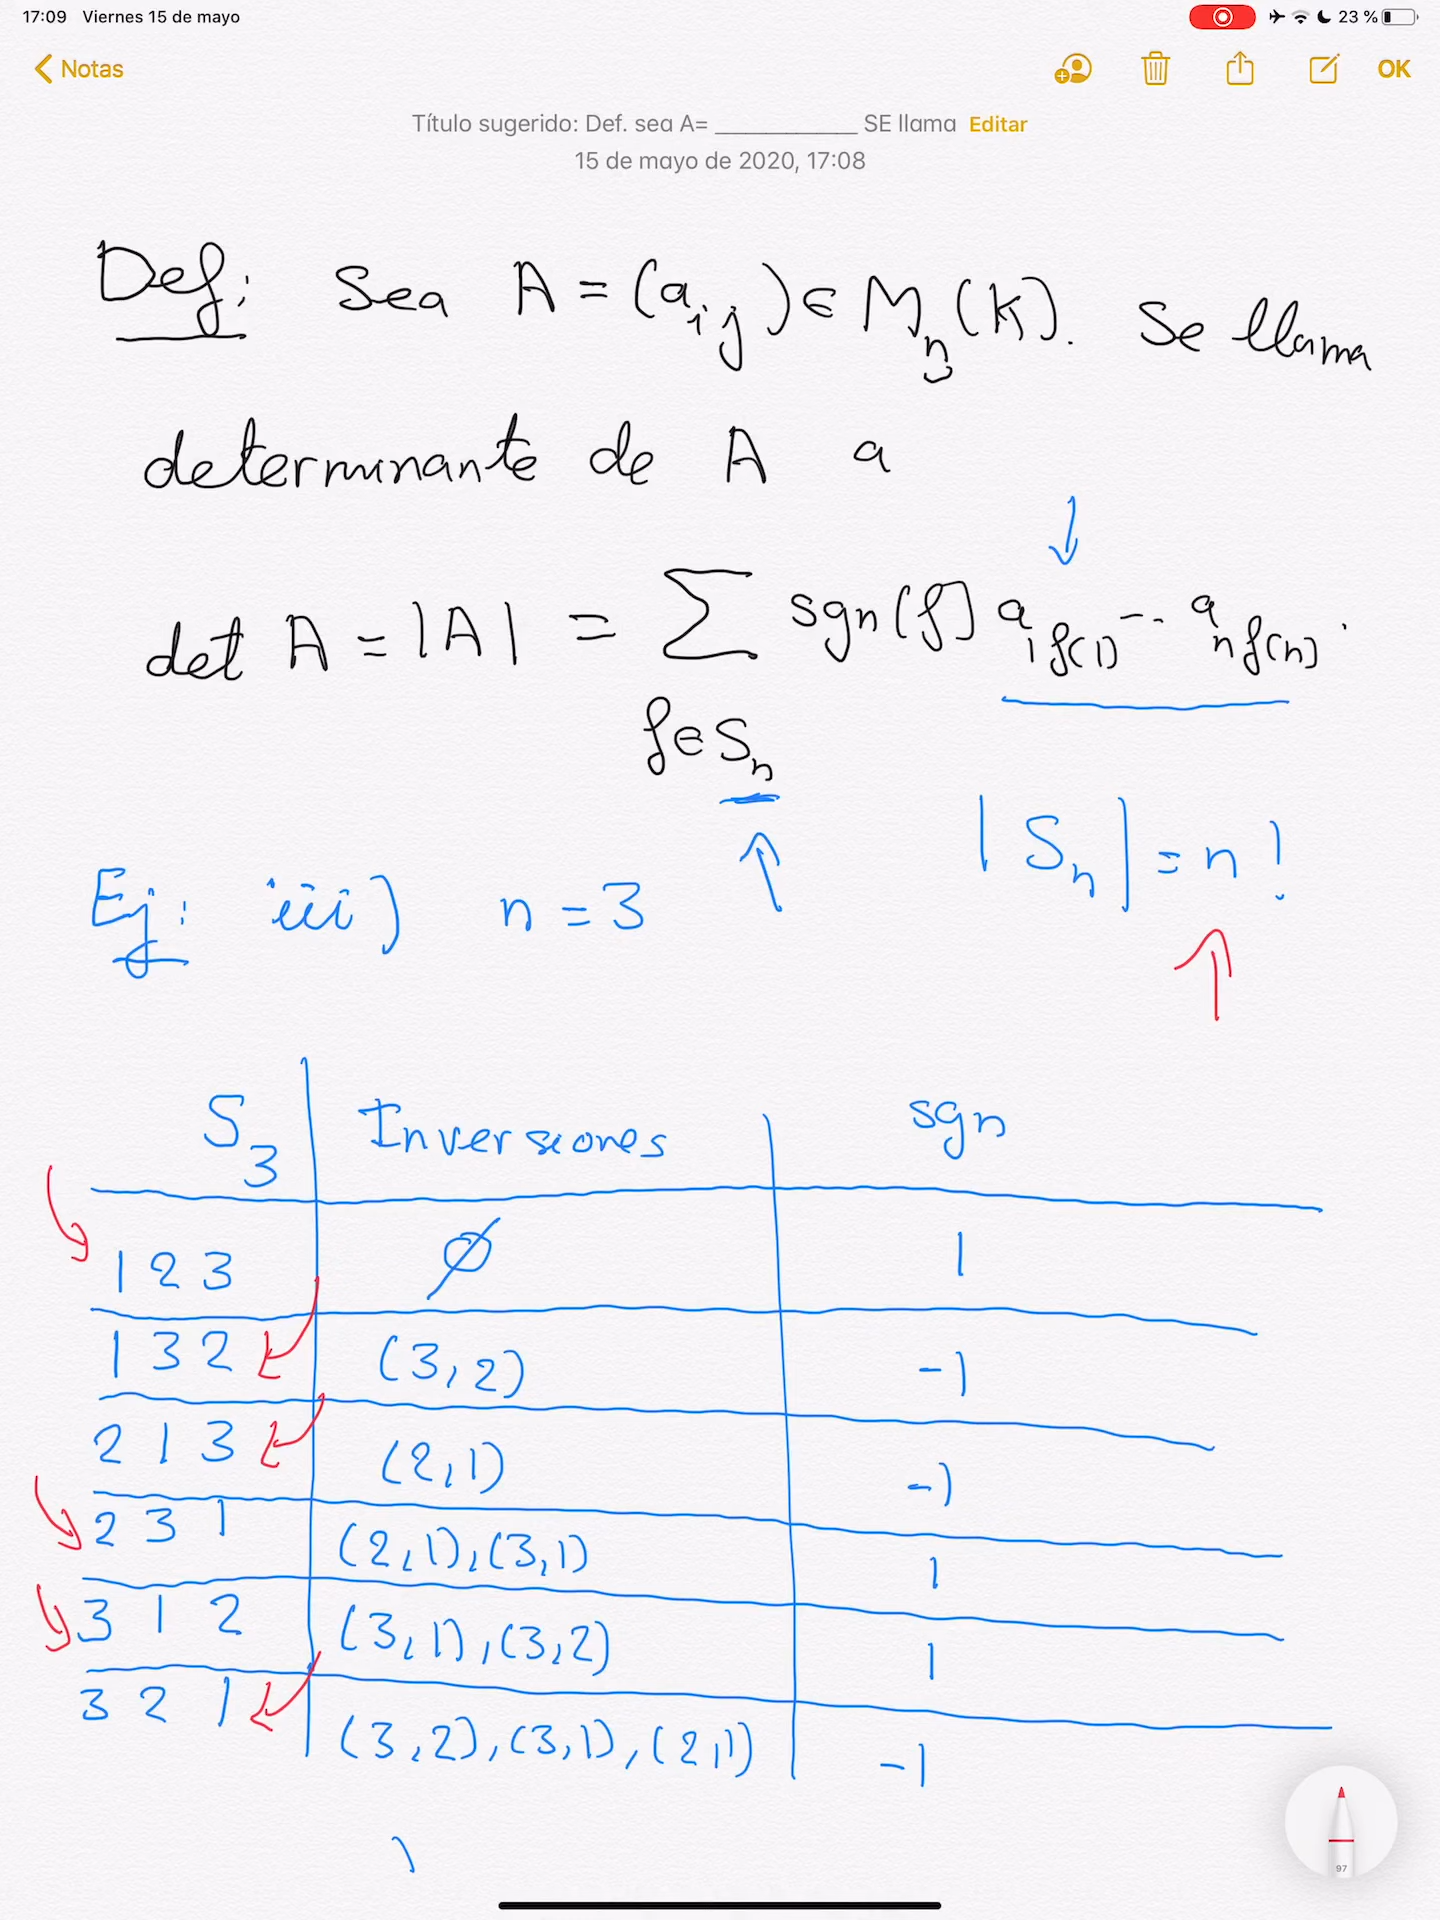 17:09 Viernes 15 de mayo 23 %
Notas OK
Título sugerido: Def. sea A= ____________ SE llama Editar
15 de mayo de 2020, 17:08
Def: Sea A = (a_ij) ∈ M_n (K). Se llama
determinante de A a
det A = |A| = ∑ sgn(f) a_1f(1) ... a_nf(n).
f∈S_n
|S_n| = n!
Ej: iii) n = 3
S_3 Inversiones sgn
1 2 3 ∅ 1
1 3 2 (3,2) -1
2 1 3 (2,1) -1
2 3 1 (2,1),(3,1) 1
3 1 2 (3,1),(3,2) 1
3 2 1 (3,2),(3,1),(2,1) -1
97